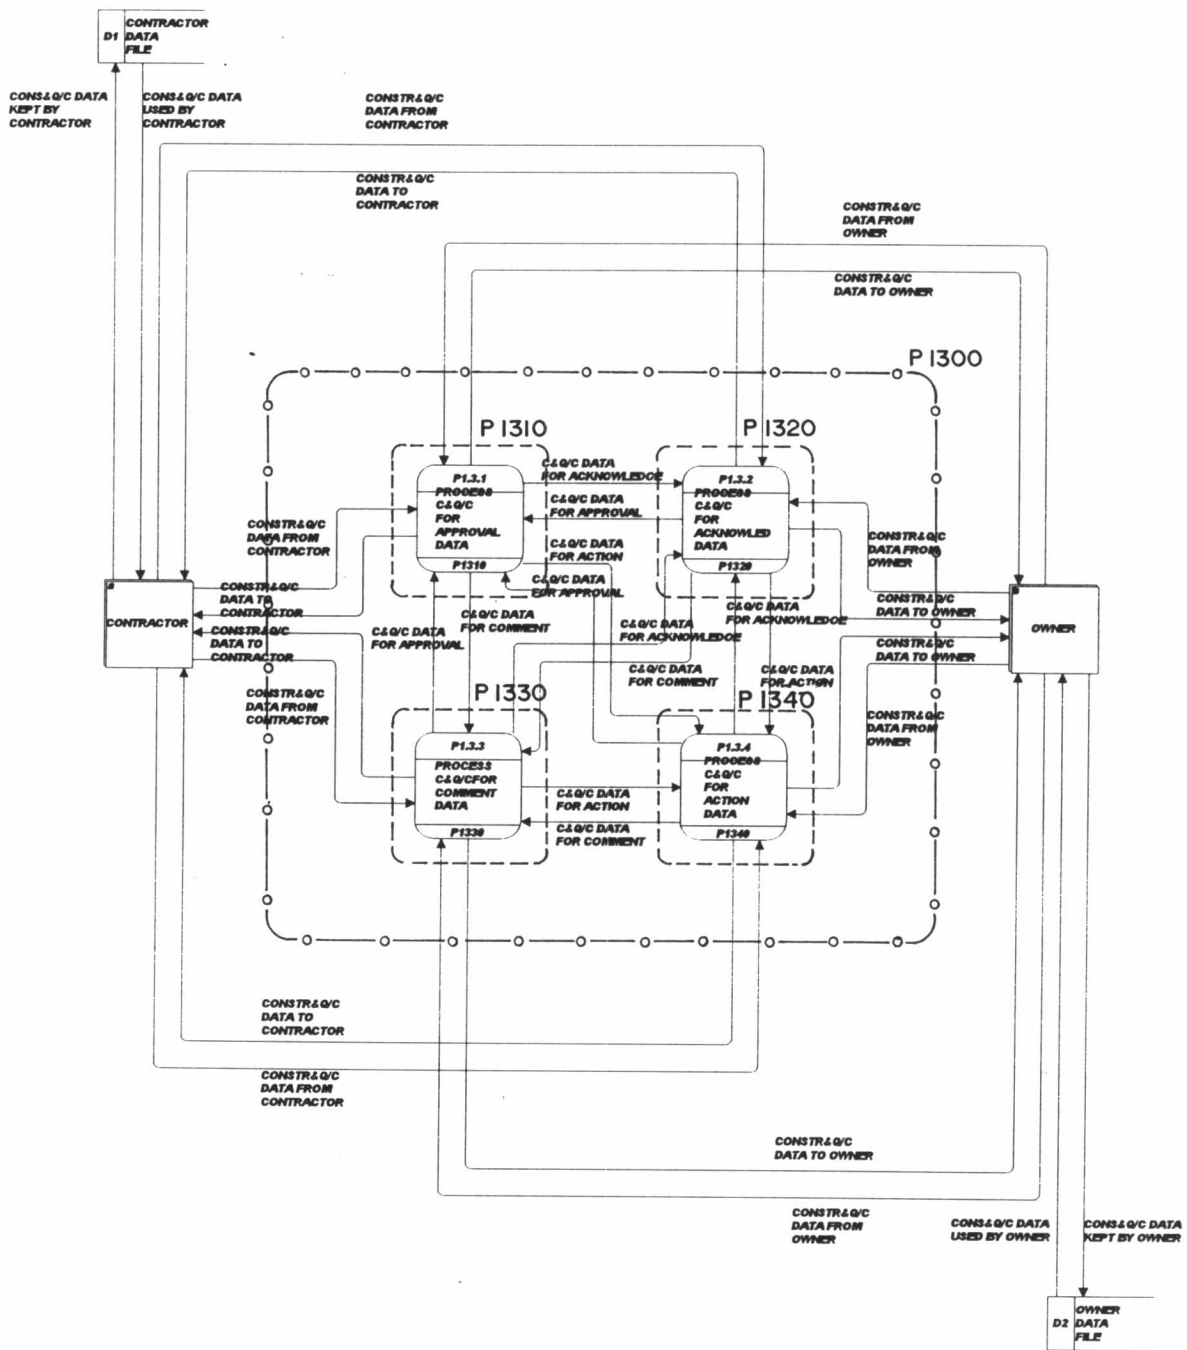 D1
CONTRACTOR
DATA
FILE
CONS&Q/C DATA
KEPT BY
CONTRACTOR
CONS&Q/C DATA
USED BY
CONTRACTOR
CONSTR&Q/C
DATA FROM
CONTRACTOR
CONSTR&Q/C
DATA TO
CONTRACTOR
CONSTR&Q/C
DATA FROM
OWNER
CONSTR&Q/C
DATA TO OWNER
P 1300
P 1310
P 1320
P1.3.1
PROCESS
C&Q/C
FOR
APPROVAL
DATA
P1310
C&Q/C DATA
FOR ACKNOWLEDGE
C&Q/C DATA
FOR APPROVAL
C&Q/C DATA
FOR ACTION
C&Q/C DATA
FOR APPROVAL
P1.3.2
PROCESS
C&Q/C
FOR
ACKNOWLED
DATA
P1320
CONSTR&Q/C
DATA FROM
CONTRACTOR
CONSTR&Q/C
DATA FROM
OWNER
CONTRACTOR
CONSTR&Q/C
DATA TO
CONTRACTOR
CONSTR&Q/C
DATA TO
CONTRACTOR
C&Q/C DATA
FOR APPROVAL
C&Q/C DATA
FOR COMMENT
C&Q/C DATA
FOR ACKNOWLEDGE
C&Q/C DATA
FOR ACKNOWLEDGE
CONSTR&Q/C
DATA TO OWNER
CONSTR&Q/C
DATA TO OWNER
OWNER
CONSTR&Q/C
DATA FROM
CONTRACTOR
C&Q/C DATA
FOR COMMENT
C&Q/C DATA
FOR ACTION
CONSTR&Q/C
DATA FROM
OWNER
P 1330
P 1340
P1.3.3
PROCESS
C&Q/CFOR
COMMENT
DATA
P1330
C&Q/C DATA
FOR ACTION
C&Q/C DATA
FOR COMMENT
P1.3.4
PROCESS
C&Q/C
FOR
ACTION
DATA
P1340
CONSTR&Q/C
DATA TO
CONTRACTOR
CONSTR&Q/C
DATA FROM
CONTRACTOR
CONSTR&Q/C
DATA TO OWNER
CONSTR&Q/C
DATA FROM
OWNER
CONS&Q/C DATA
USED BY OWNER
CONS&Q/C DATA
KEPT BY OWNER
D2
OWNER
DATA
FILE